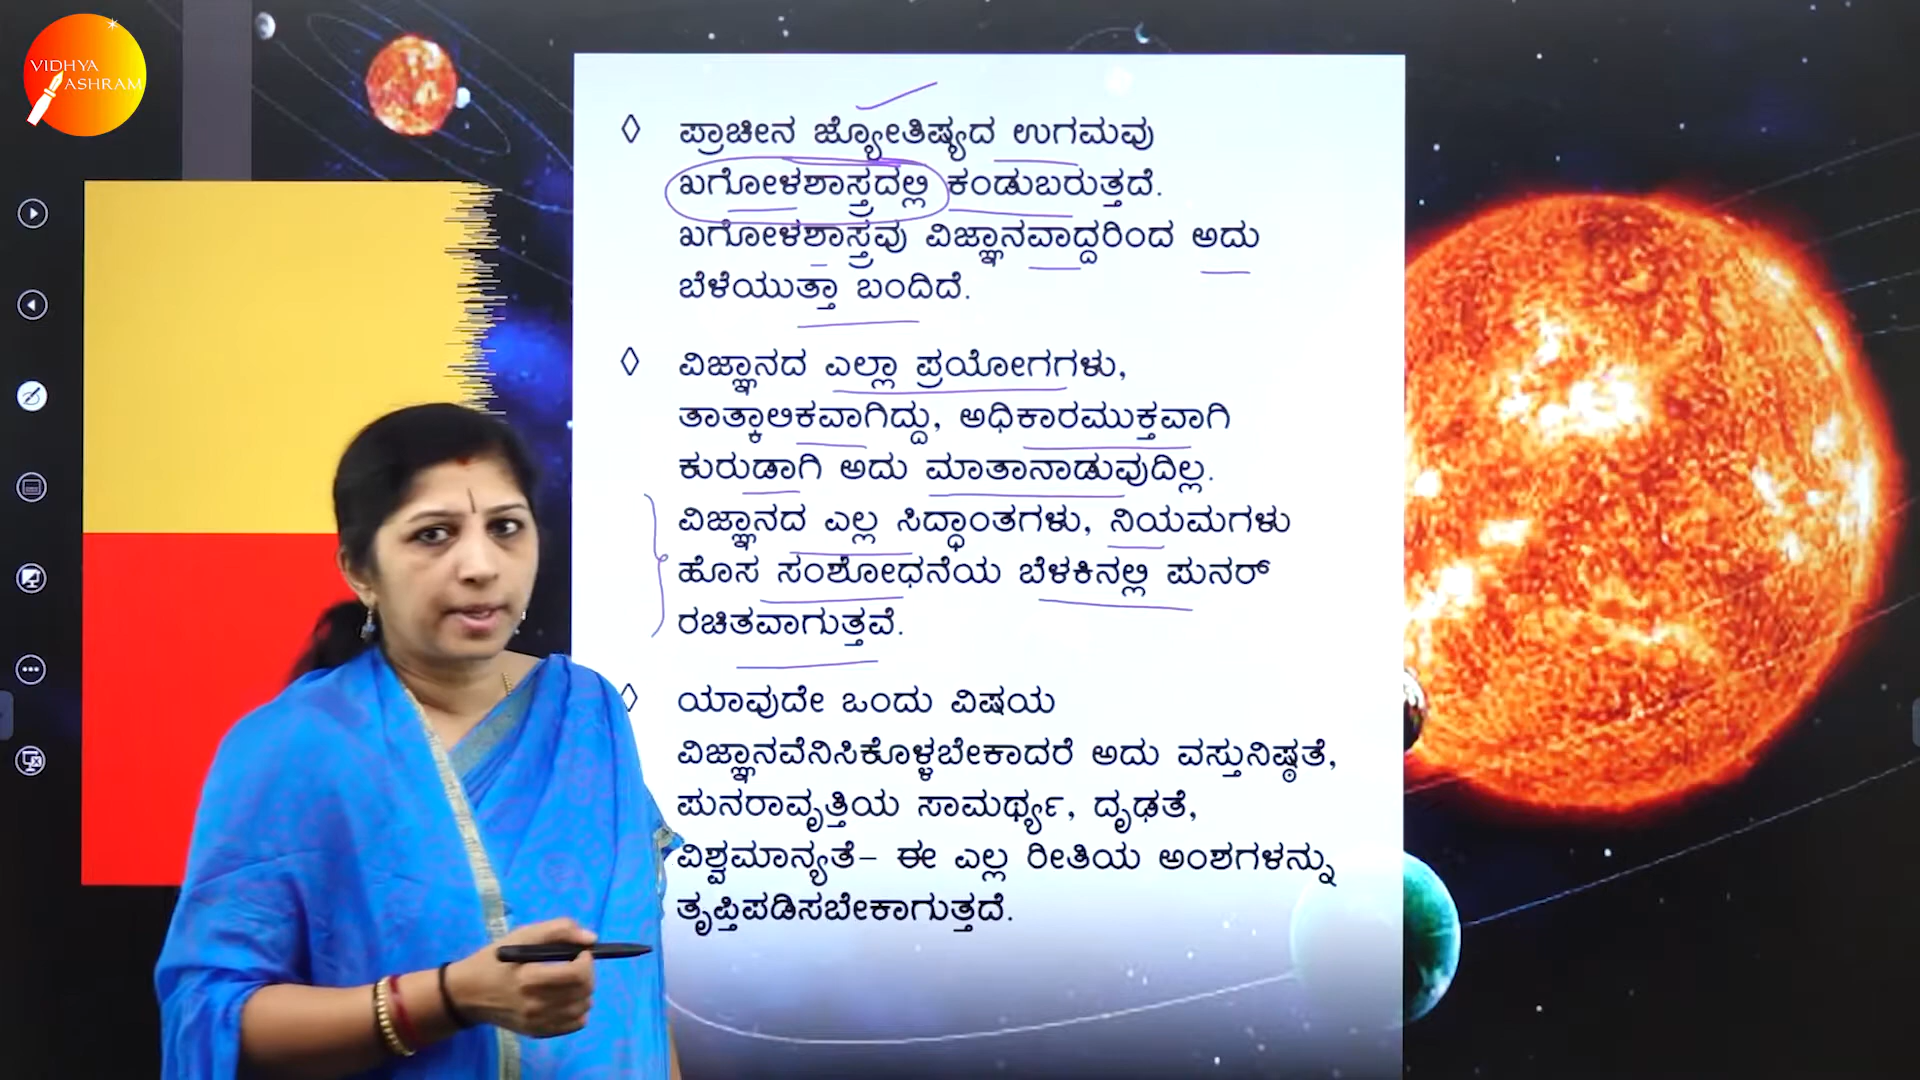 VIDHYA
ASHRAM
ಪ್ರಾಚೀನ ಜ್ಯೋತಿಷ್ಯದ ಉಗಮವು
ಖಗೋಳಶಾಸ್ತ್ರದಲ್ಲಿ ಕಂಡುಬರುತ್ತದೆ.
ಖಗೋಳಶಾಸ್ತ್ರವು ವಿಜ್ಞಾನವಾದ್ದರಿಂದ ಅದು
ಬೆಳೆಯುತ್ತಾ ಬಂದಿದೆ.
ವಿಜ್ಞಾನದ ಎಲ್ಲಾ ಪ್ರಯೋಗಗಳು,
ತಾತ್ಕಾಲಿಕವಾಗಿದ್ದು, ಅಧಿಕಾರಮುಕ್ತವಾಗಿ
ಕುರುಡಾಗಿ ಅದು ಮಾತಾನಾಡುವುದಿಲ್ಲ.
ವಿಜ್ಞಾನದ ಎಲ್ಲ ಸಿದ್ಧಾಂತಗಳು, ನಿಯಮಗಳು
ಹೊಸ ಸಂಶೋಧನೆಯ ಬೆಳಕಿನಲ್ಲಿ ಪುನರ್
ರಚಿತವಾಗುತ್ತವೆ.
ಯಾವುದೇ ಒಂದು ವಿಷಯ
ವಿಜ್ಞಾನವೆನಿಸಿಕೊಳ್ಳಬೇಕಾದರೆ ಅದು ವಸ್ತುನಿಷ್ಠತೆ,
ಪುನರಾವೃತ್ತಿಯ ಸಾಮರ್ಥ್ಯ, ದೃಢತೆ,
ವಿಶ್ವಮಾನ್ಯತೆ– ಈ ಎಲ್ಲ ರೀತಿಯ ಅಂಶಗಳನ್ನು
ತೃಪ್ತಿಪಡಿಸಬೇಕಾಗುತ್ತದೆ.